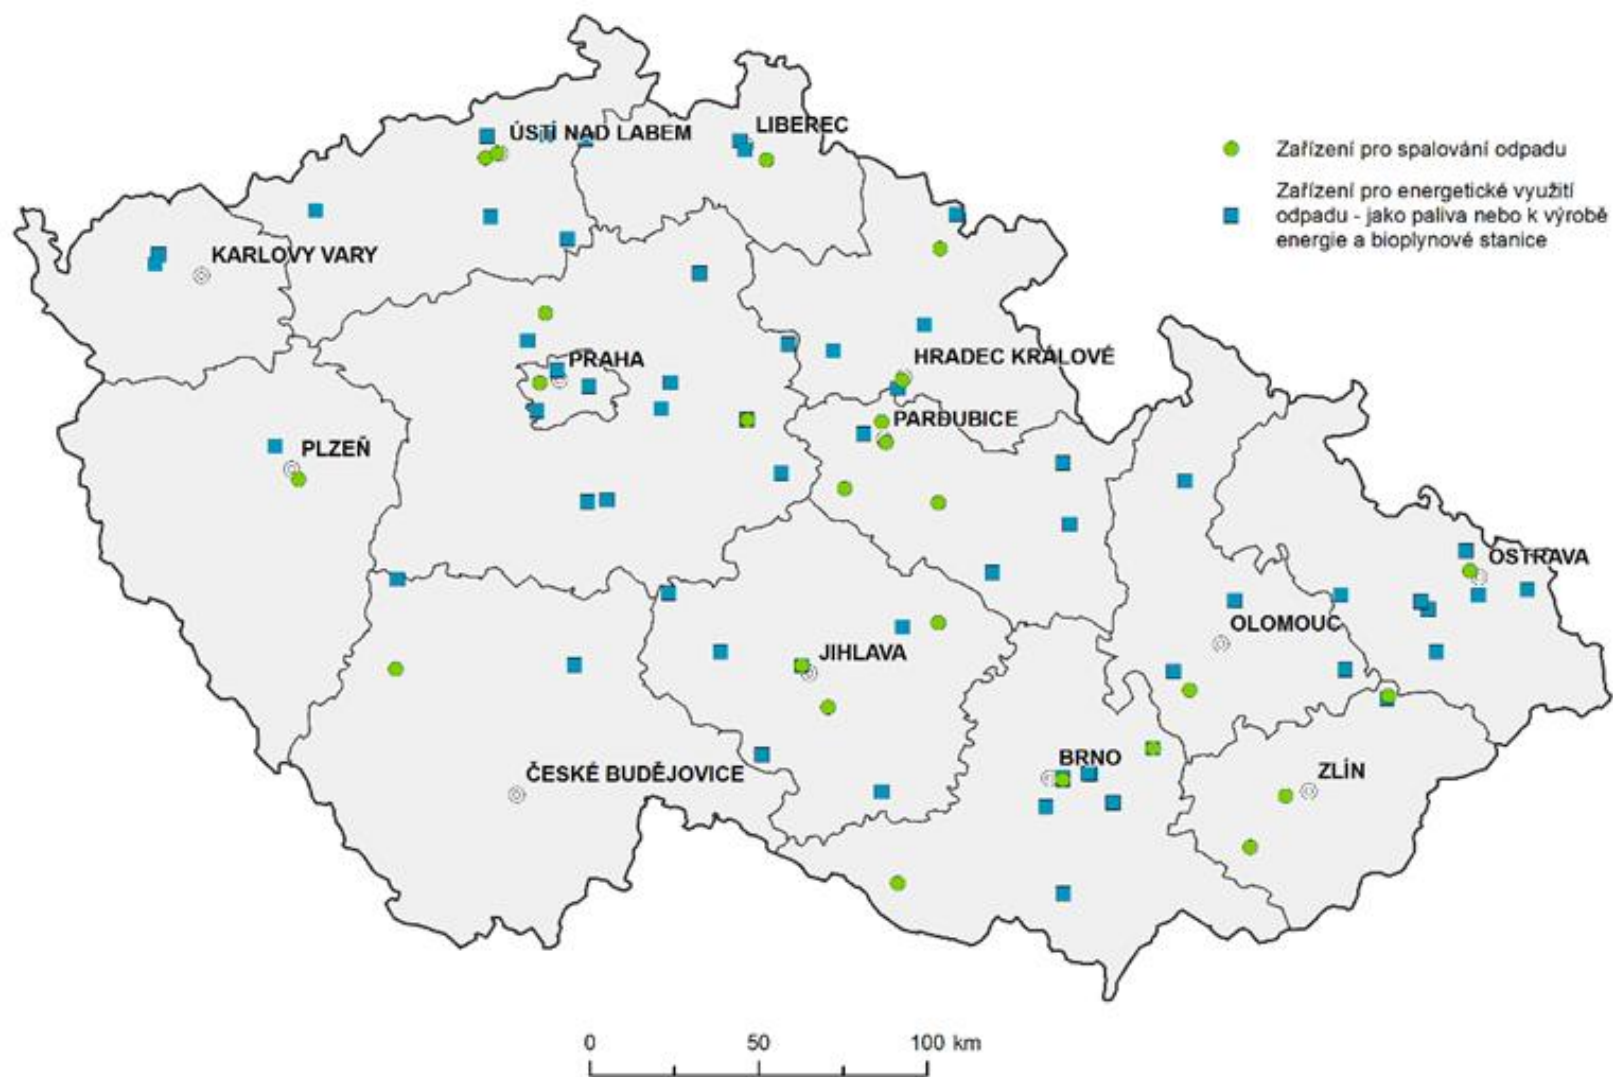 ÚSTÍ NAD LABEM
LIBEREC
Zařízení pro spalování odpadu
Zařízení pro energetické využití
odpadu - jako paliva nebo k výrobě
energie a bioplynové stanice
KARLOVY VARY
PRAHA
HRADEC KRÁLOVÉ
PARDUBICE
PLZEŇ
OSTRAVA
OLOMOUC
JIHLAVA
BRNO
ZLÍN
ČESKÉ BUDĚJOVICE
0 50 100 km